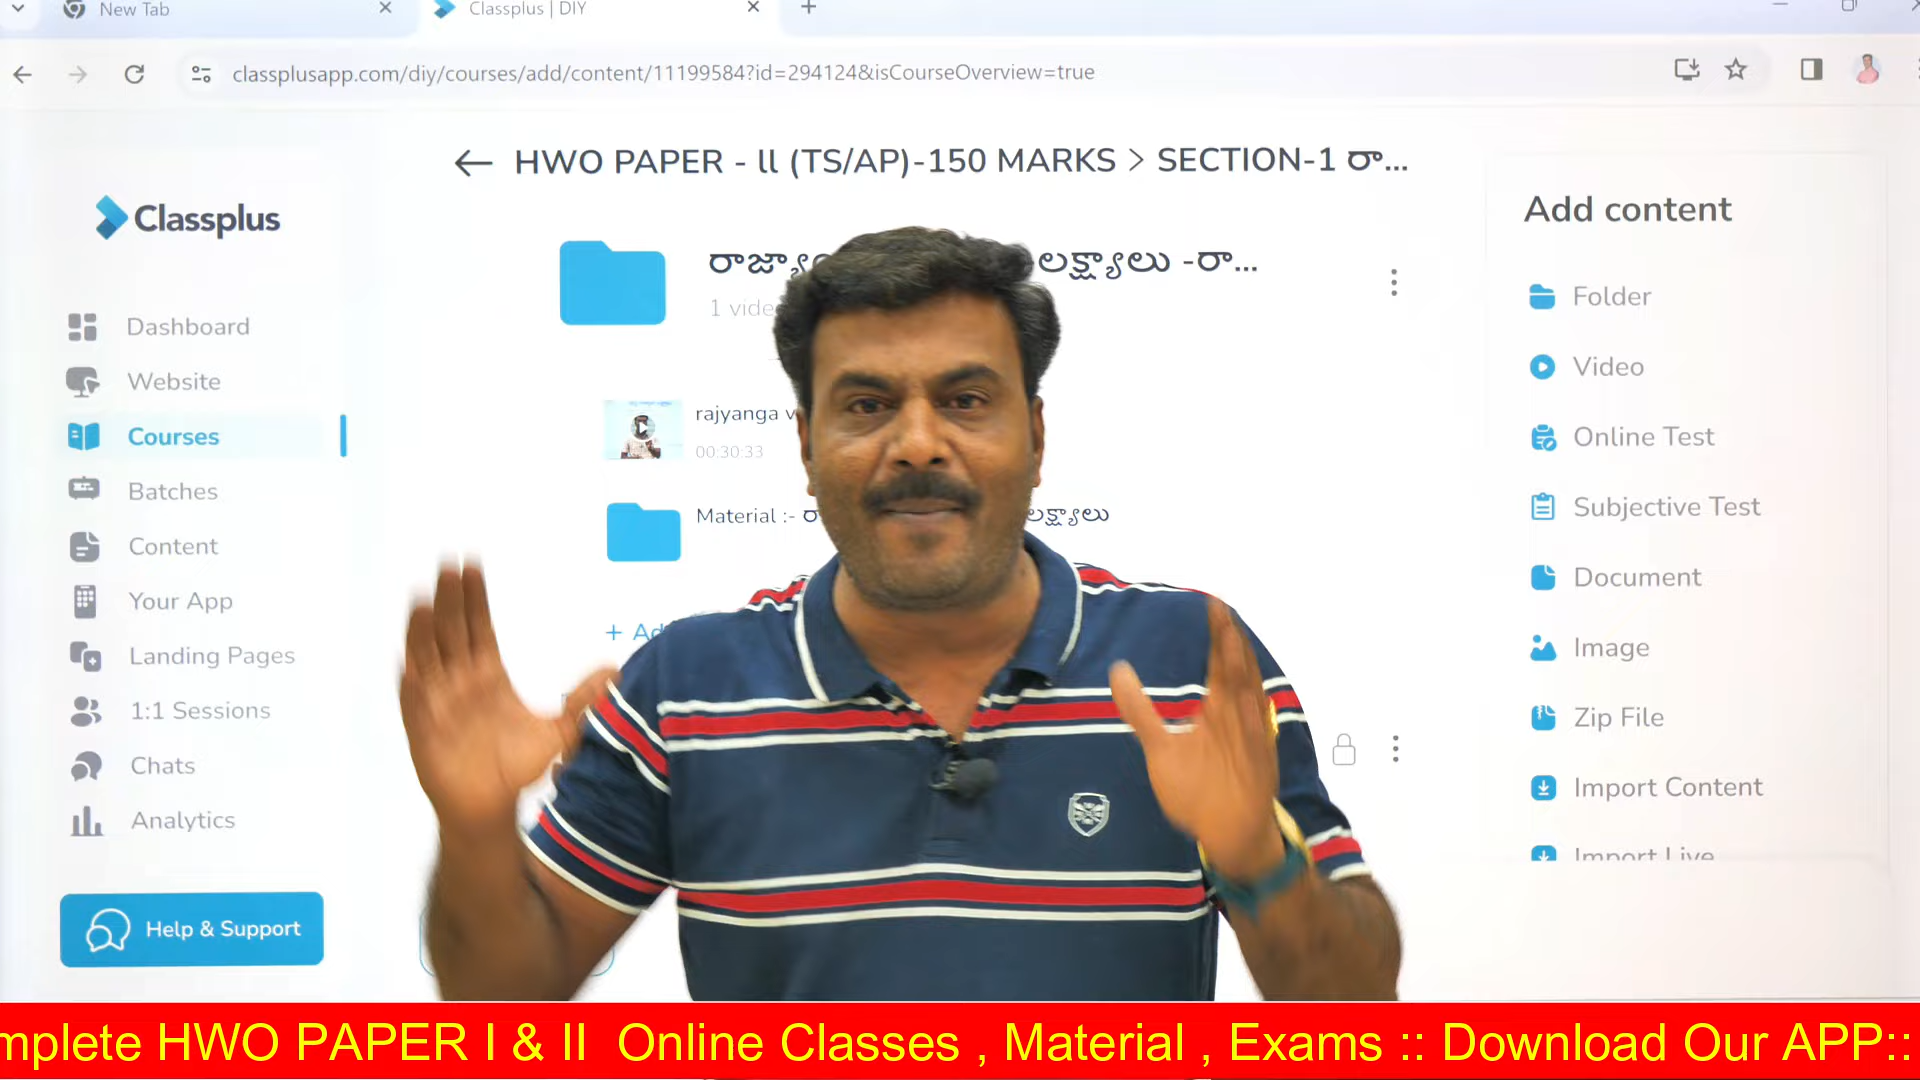 New Tab
Classplus | DIY
classplusapp.com/diy/courses/add/content/11199584?id=294124&isCourseOverview=true
HWO PAPER - ll (TS/AP)-150 MARKS > SECTION-1 రా...
Classplus
Dashboard
Website
Courses
Batches
Content
Your App
Landing Pages
1:1 Sessions
Chats
Analytics
Help & Support
లక్ష్యాలు -రా...
1
rajyanga
00:30:33
Material :-
లక్ష్యాలు
+
Add content
Folder
Video
Online Test
Subjective Test
Document
Image
Zip File
Import Content
Import Live
HWO PAPER I & II Online Classes , Material , Exams :: Download Our APP::